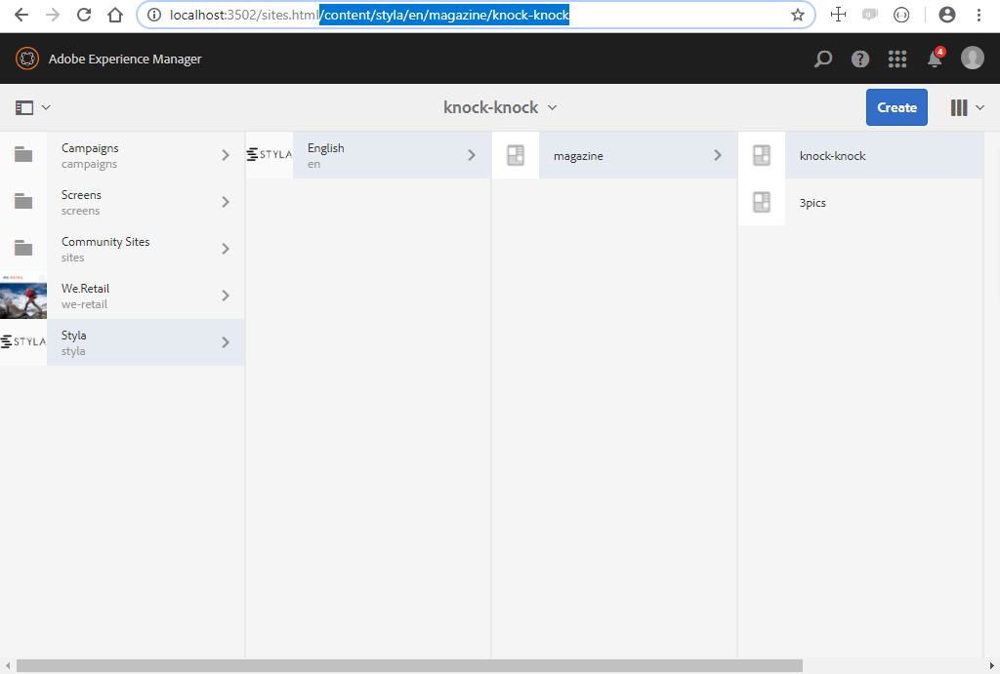 localhost:3502/sites.html/content/styla/en/magazine/knock-knock
Adobe Experience Manager
4
knock-knock
Create
Campaigns
campaigns
Screens
screens
Community Sites
sites
We.Retail
we-retail
STYLA
Styla
styla
STYLA
English
en
magazine
knock-knock
3pics